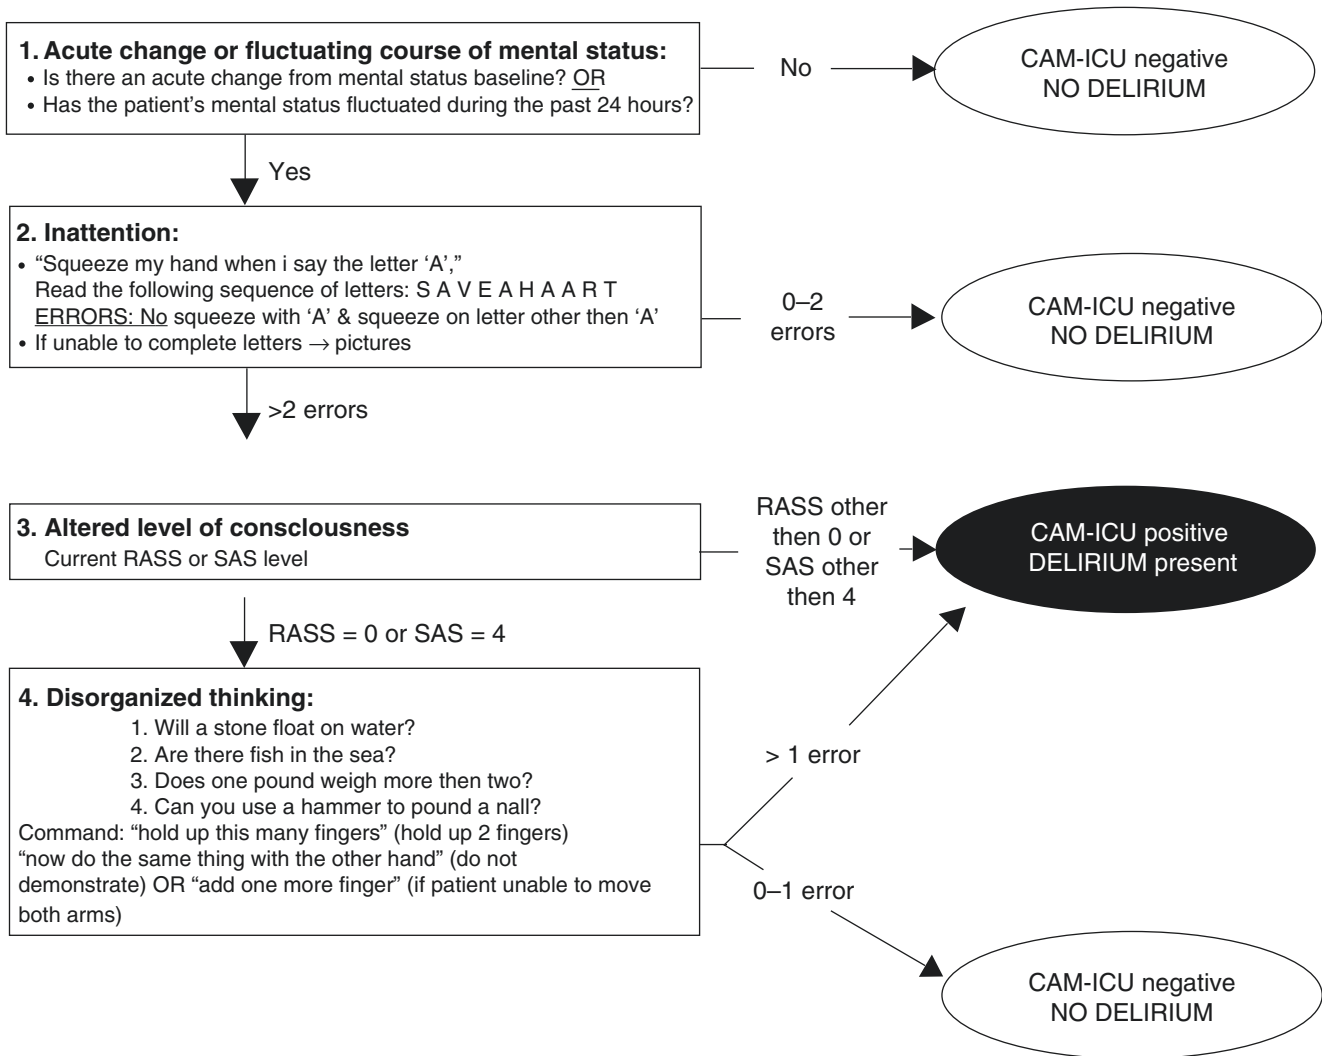 1. Acute change or fluctuating course of mental status:
• Is there an acute change from mental status baseline? OR
• Has the patient's mental status fluctuated during the past 24 hours?
No
CAM-ICU negative
NO DELIRIUM
Yes
2. Inattention:
• “Squeeze my hand when i say the letter ‘A’,”
Read the following sequence of letters: S A V E A H A A R T
ERRORS: No squeeze with ‘A’ & squeeze on letter other then ‘A’
• If unable to complete letters → pictures
0–2
errors
CAM-ICU negative
NO DELIRIUM
>2 errors
3. Altered level of consclousness
Current RASS or SAS level
RASS other
then 0 or
SAS other
then 4
CAM-ICU positive
DELIRIUM present
RASS = 0 or SAS = 4
4. Disorganized thinking:
1. Will a stone float on water?
2. Are there fish in the sea?
3. Does one pound weigh more then two?
4. Can you use a hammer to pound a nall?
Command: “hold up this many fingers” (hold up 2 fingers)
“now do the same thing with the other hand” (do not
demonstrate) OR “add one more finger” (if patient unable to move
both arms)
> 1 error
0–1 error
CAM-ICU negative
NO DELIRIUM